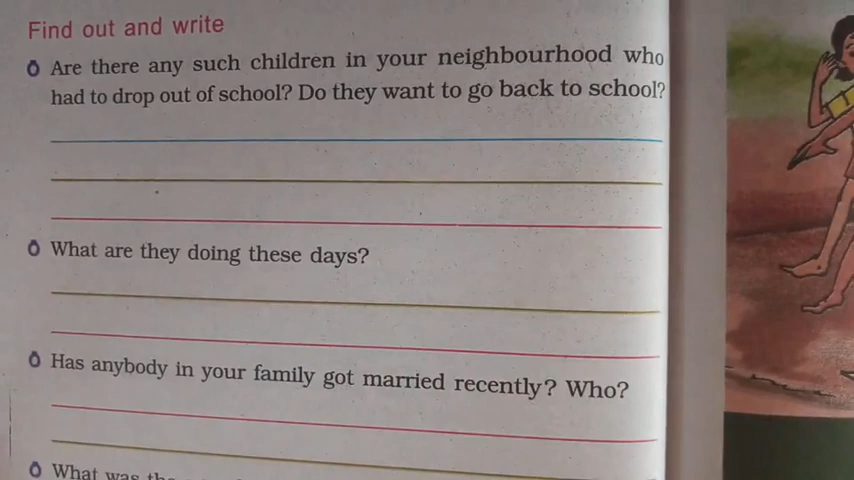 Find out and write
Are there any such children in your neighbourhood who
had to drop out of school? Do they want to go back to school?
What are they doing these days?
Has anybody in your family got married recently? Who?
What was